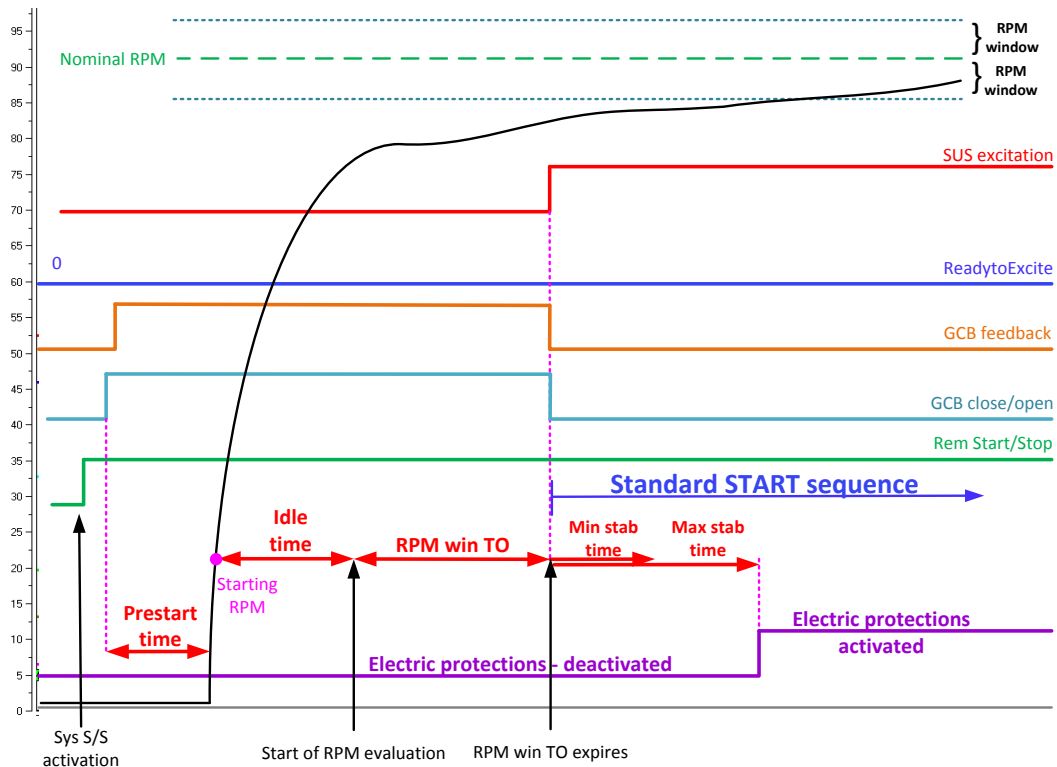 95
90
85
80
75
70
65
60
55
50
45
40
35
30
25
20
15
10
5
0
RPM
window
Nominal RPM
RPM
window
SUS excitation
0
ReadytoExcite
GCB feedback
GCB close/open
Rem Start/Stop
Standard START sequence
Idle
time
RPM win TO
Min stab
time
Max stab
time
Starting
RPM
Prestart
time
Electric protections - deactivated
Electric protections
activated
Sys S/S
activation
Start of RPM evaluation
RPM win TO expires